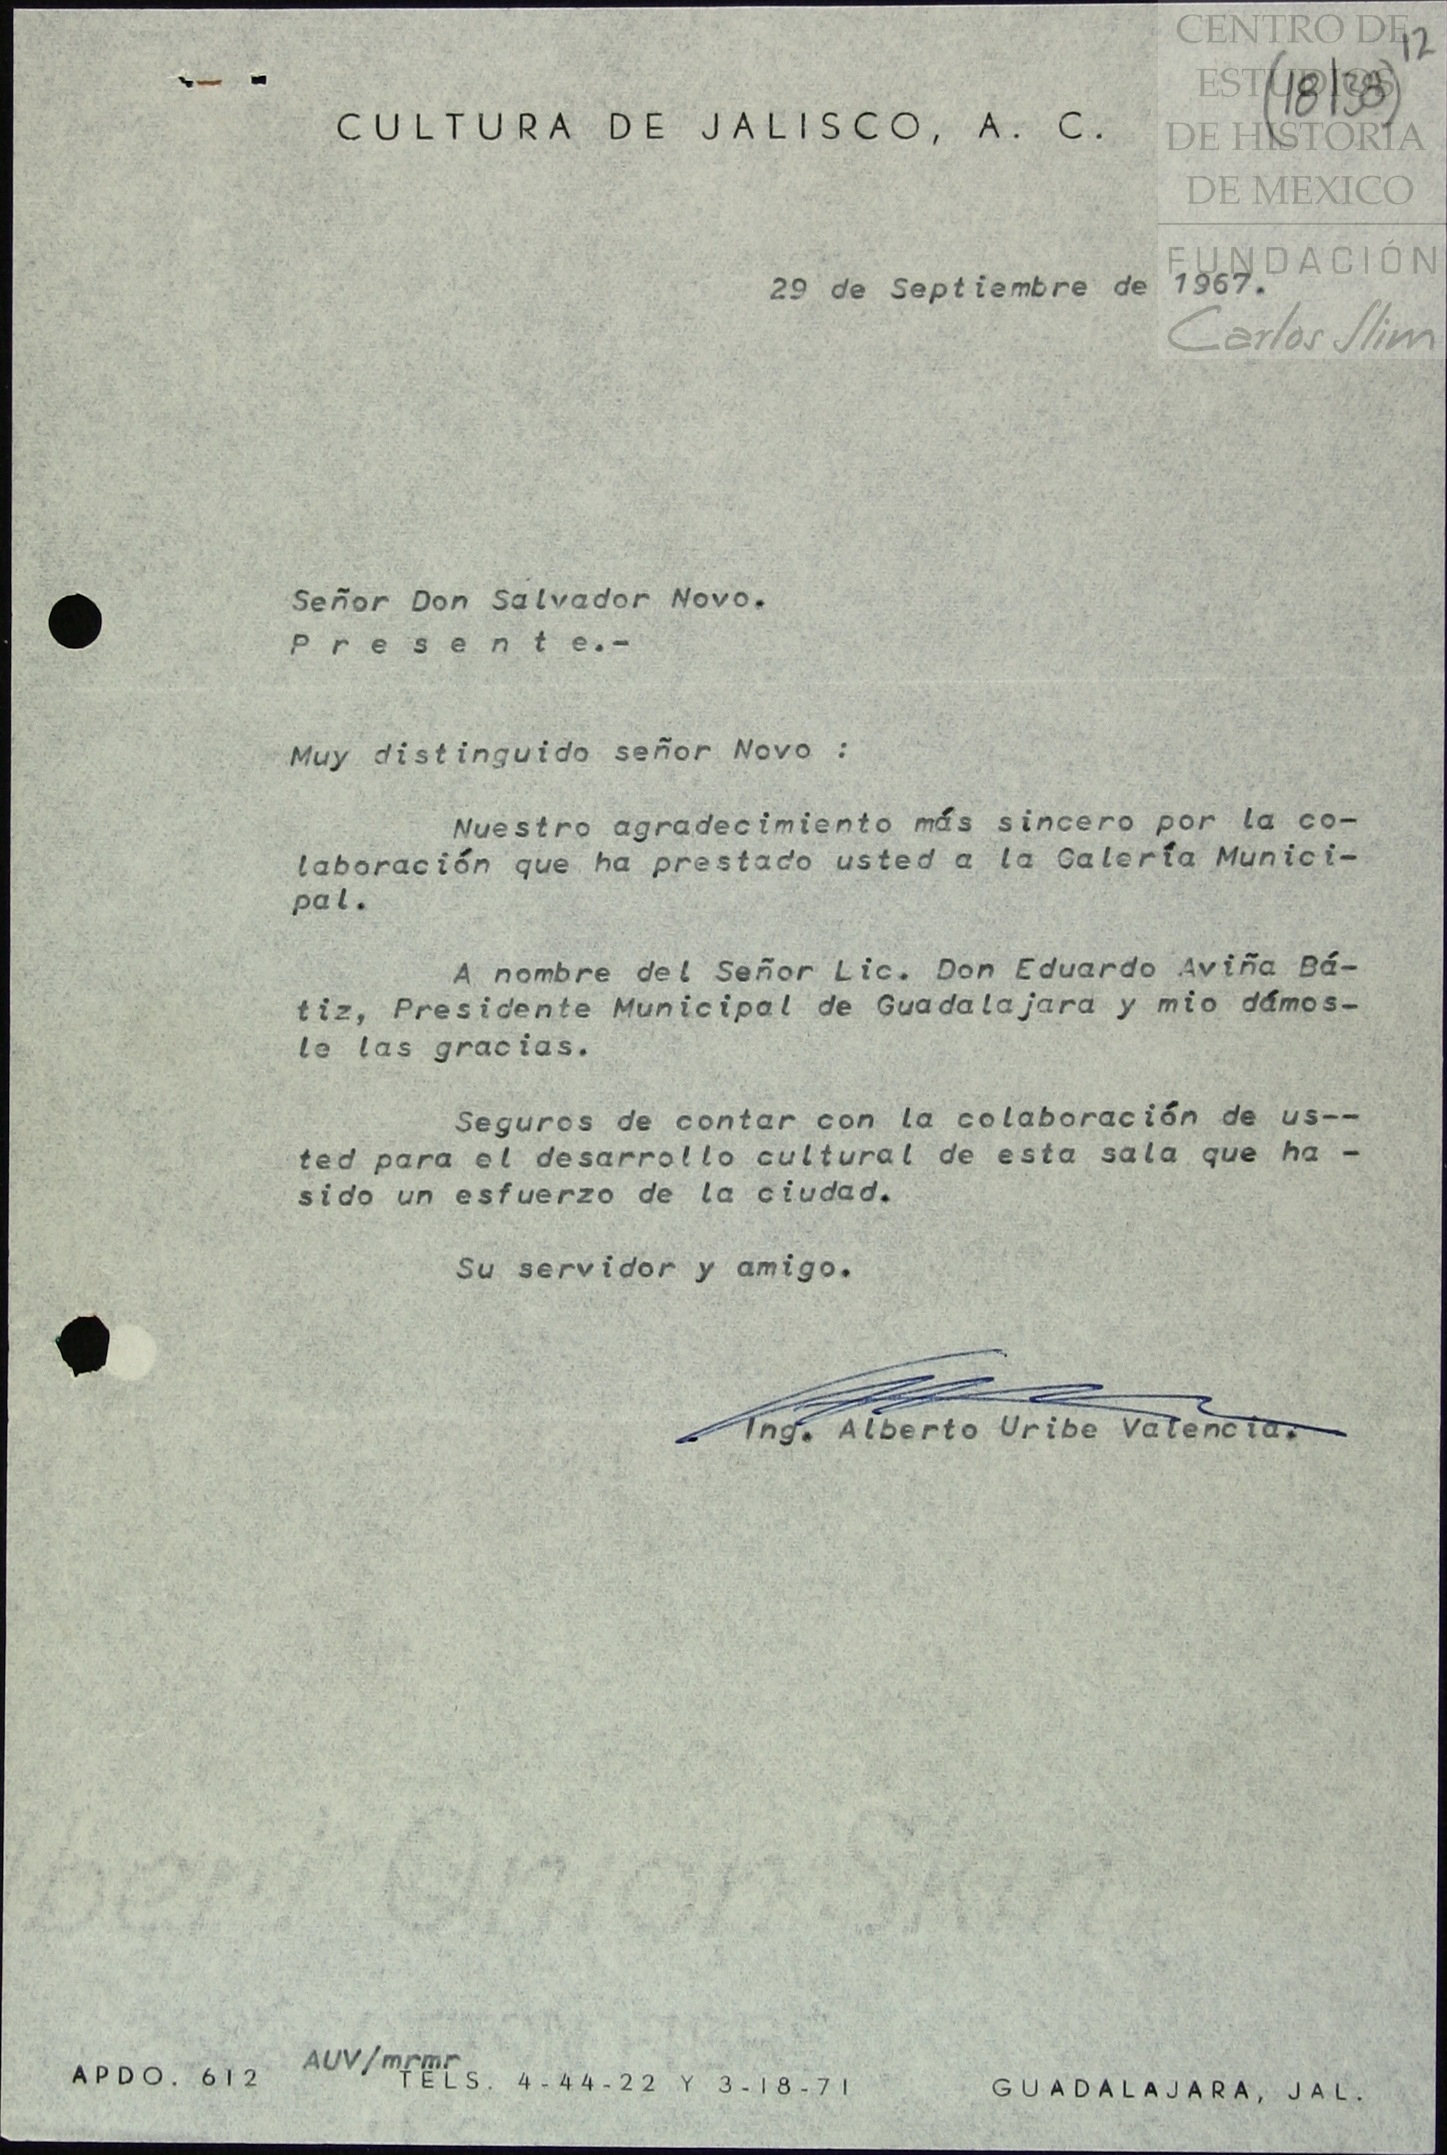 CENTRO DE
ESTUDIOS
DE HISTORIA
DE MEXICO
FUNDACIÓN
Carlos Slim
12
(18/38)
CULTURA DE JALISCO, A. C.
29 de Septiembre de 1967.
Señor Don Salvador Novo.
P r e s e n t e.-
Muy distinguido señor Novo :
Nuestro agradecimiento más sincero por la co-
laboración que ha prestado usted a la Galería Munici-
pal.
A nombre del Señor Lic. Don Eduardo Aviña Bá-
tiz, Presidente Municipal de Guadalajara y mio dámos-
le las gracias.
Seguros de contar con la colaboración de us--
ted para el desarrollo cultural de esta sala que ha -
sido un esfuerzo de la ciudad.
Su servidor y amigo.
Ing. Alberto Uribe Valencia.
AUV/mrmr
APDO. 612 TELS. 4-44-22 Y 3-18-71 GUADALAJARA, JAL.